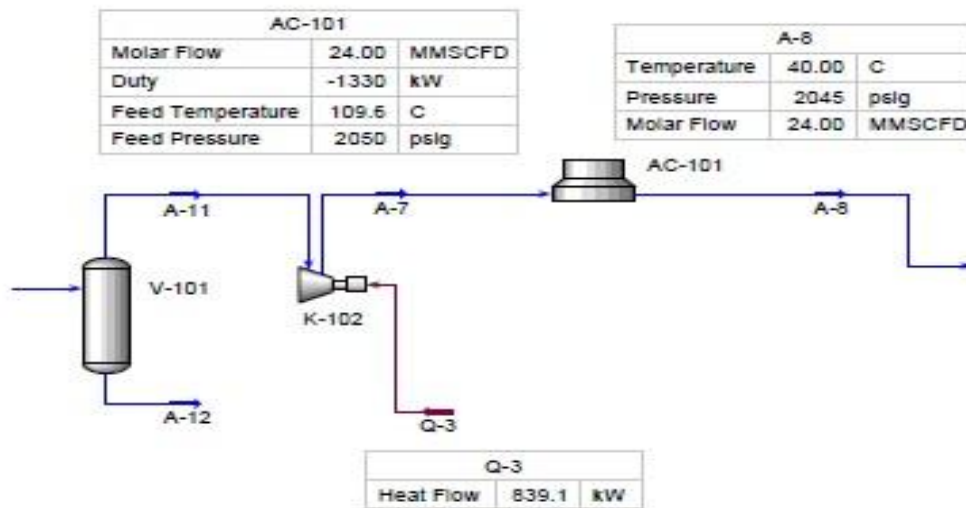 AC-101
Molar Flow 24.00 MMSCFD
Duty -1330 kW
Feed Temperature 109.6 C
Feed Pressure 2050 psig
A-8
Temperature 40.00 C
Pressure 2045 psig
Molar Flow 24.00 MMSCFD
AC-101
A-11
A-7
A-8
V-101
K-102
A-12
Q-3
Q-3
Heat Flow 839.1 kW